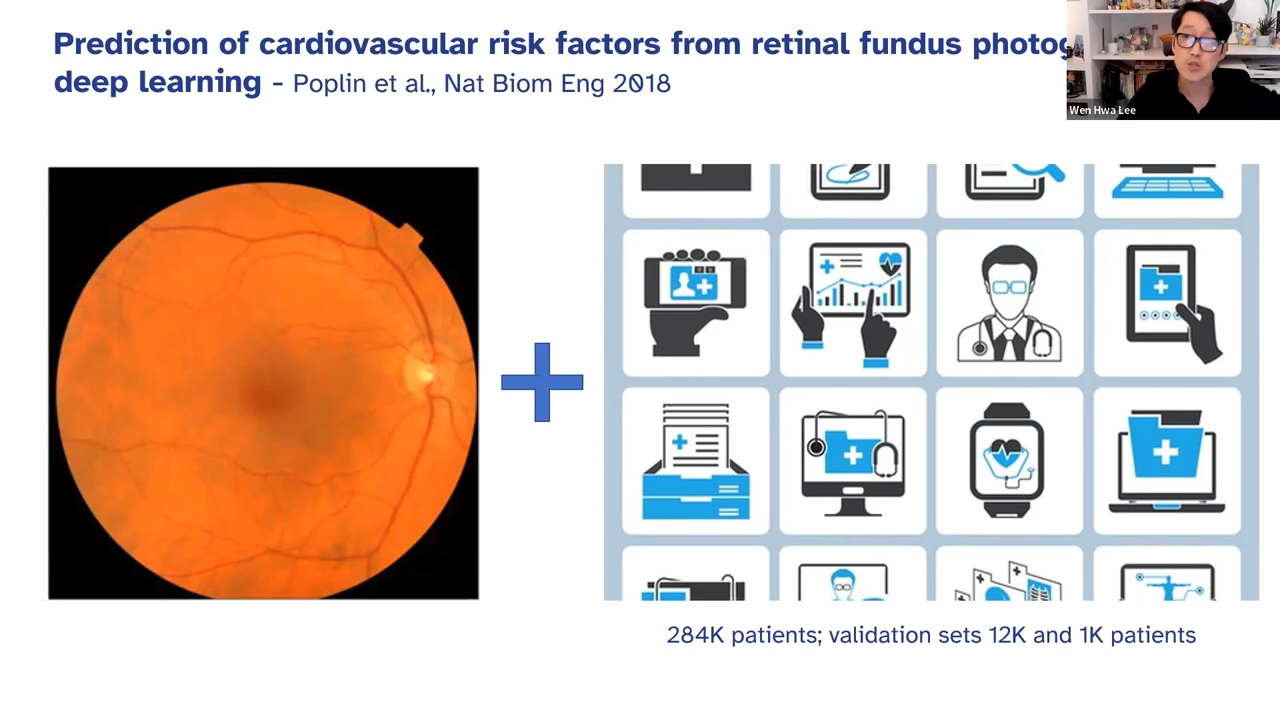 Prediction of cardiovascular risk factors from retinal fundus
deep learning - Poplin et al., Nat Biom Eng 2018
Wen Hwa Lee
284K patients; validation sets 12K and 1K patients